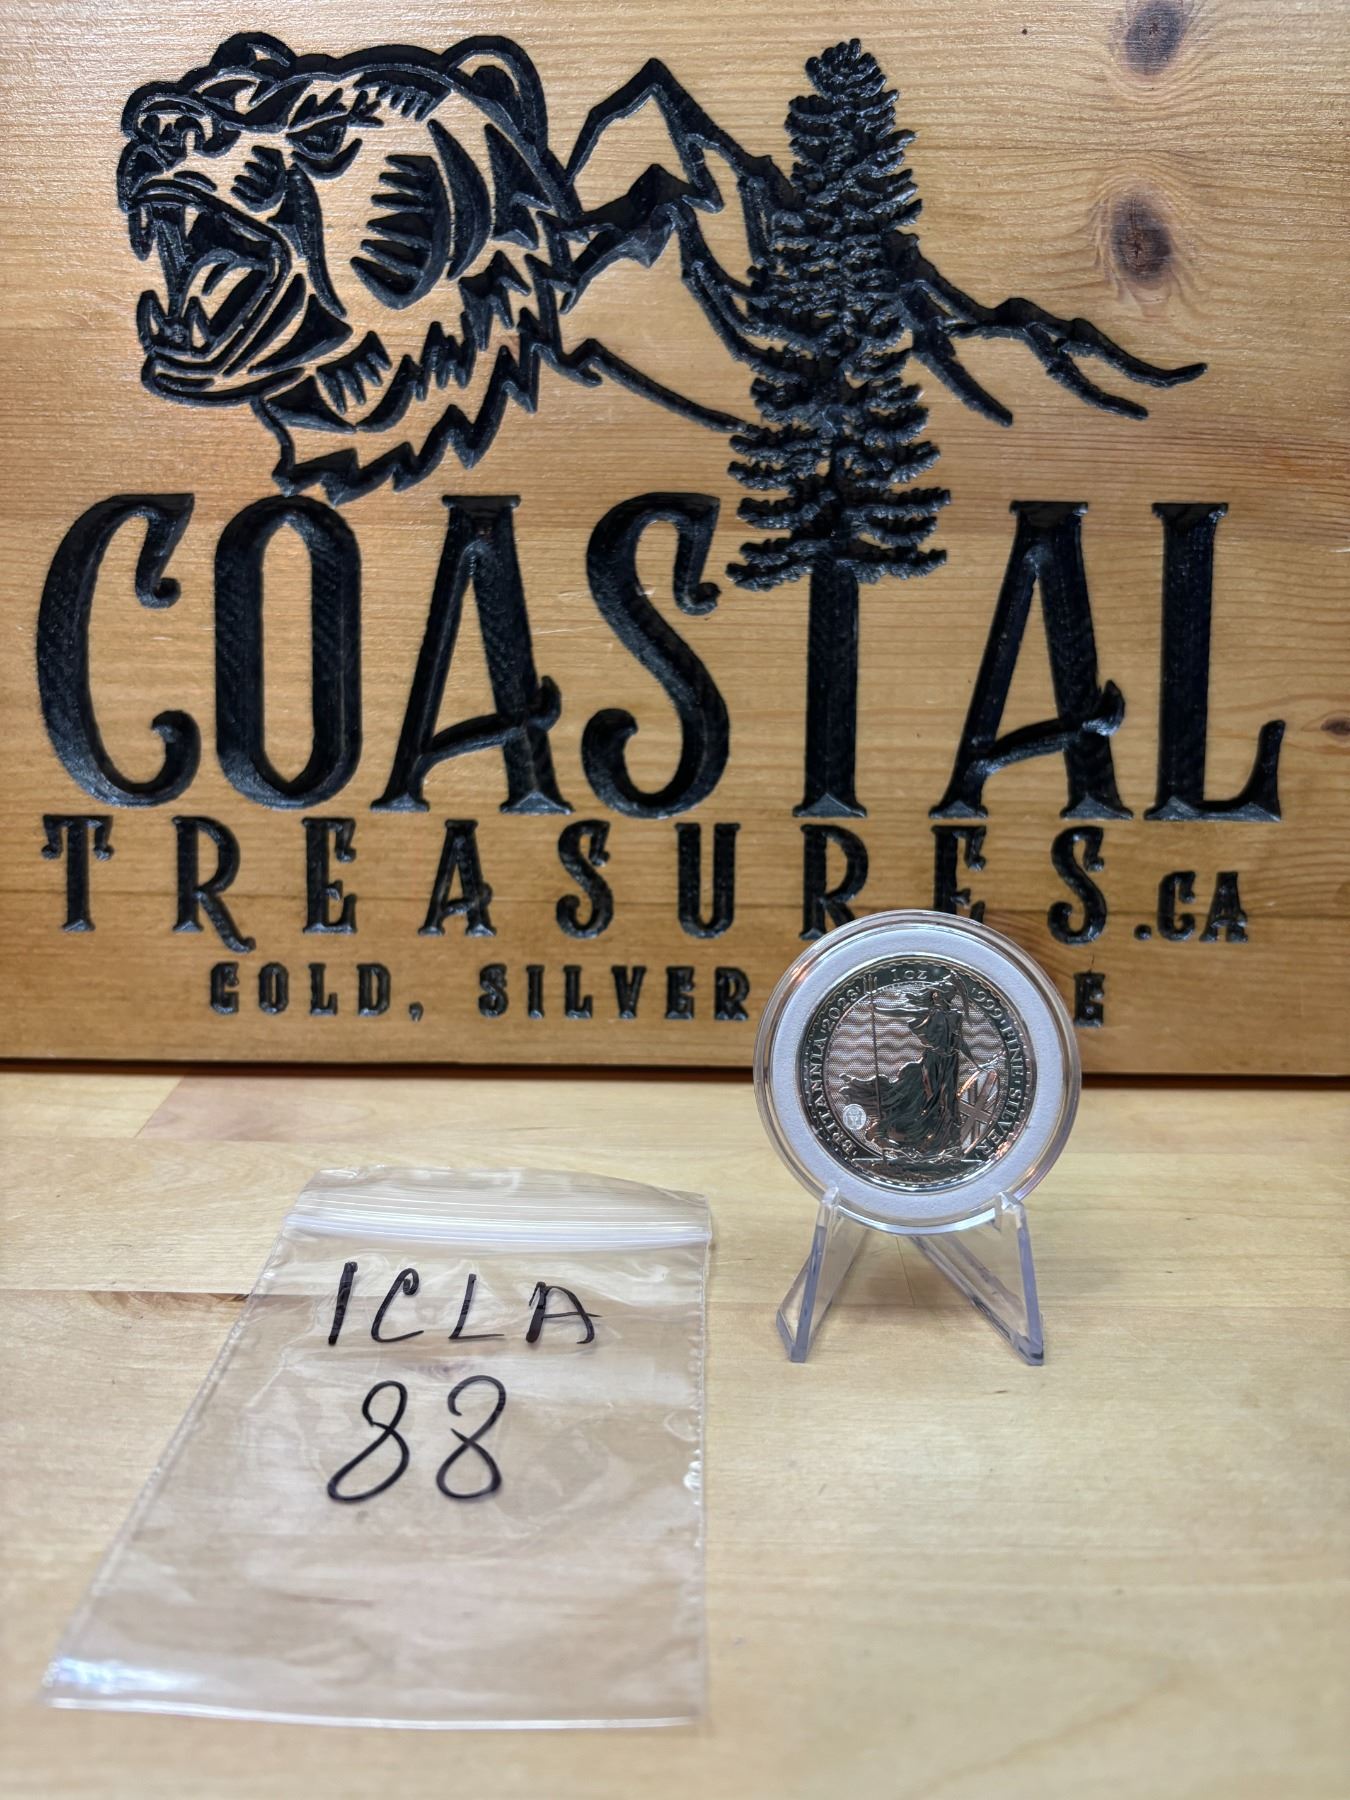 COASTAL
TREASURES.CA
GOLD, SILVER
BRITANNIA · 2023 1 oz 999 · FINE · SILVER
ICLA
88